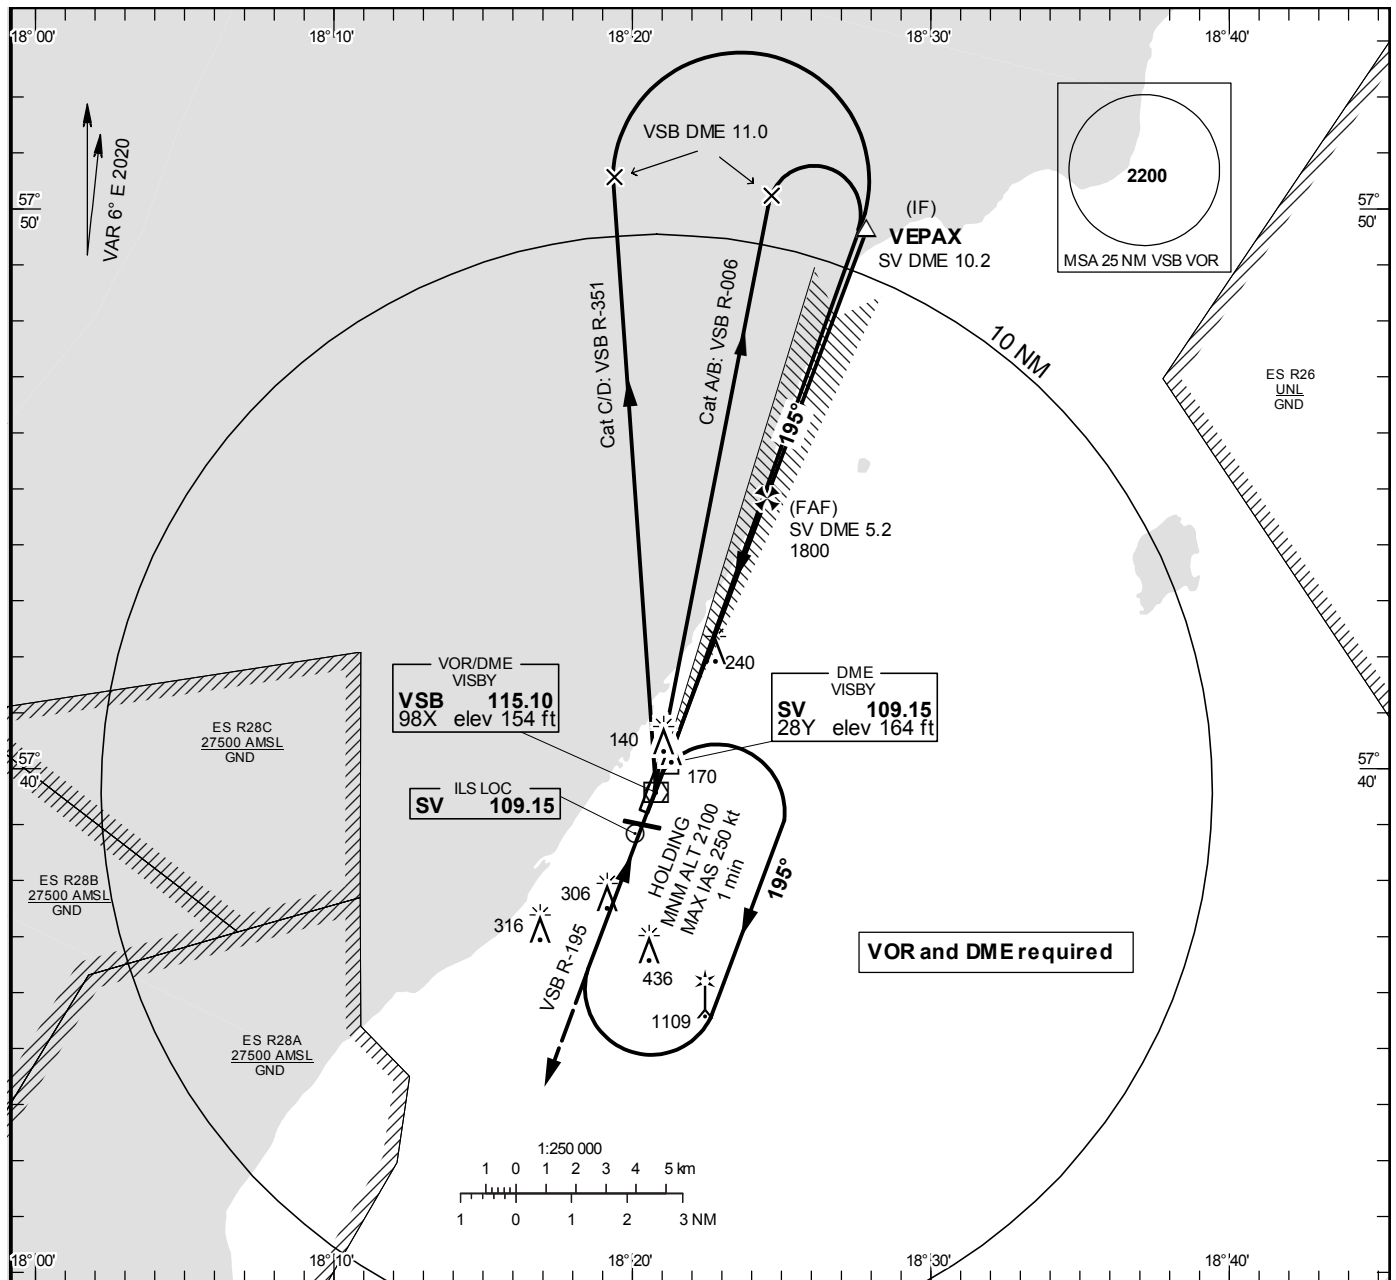 18° 00'
18° 10'
18° 20'
18° 30'
18° 40'
VAR 6° E 2020
VSB DME 11.0
2200
MSA 25 NM VSB VOR
57°
50'
57°
50'
(IF)
VEPAX
SV DME 10.2
Cat C/D: VSB R-351
Cat A/B: VSB R-006
10 NM
195°
ES R26
UNL
GND
(FAF)
SV DME 5.2
1800
240
VOR/DME
VISBY
VSB 115.10
98X elev 154 ft
DME
VISBY
SV 109.15
28Y elev 164 ft
ES R28C
27500 AMSL
GND
140
170
57°
40'
57°
40'
ILS LOC
SV 109.15
HOLDING
MNM ALT 2100
MAX IAS 250 kt
1 min
195°
ES R28B
27500 AMSL
GND
306
316
VSB R-195
436
1109
VOR and DME required
ES R28A
27500 AMSL
GND
1:250 000
1 0 1 2 3 4 5 km
1 0 1 2 3 NM
18° 00'
18° 10'
18° 20'
18° 30'
18° 40'